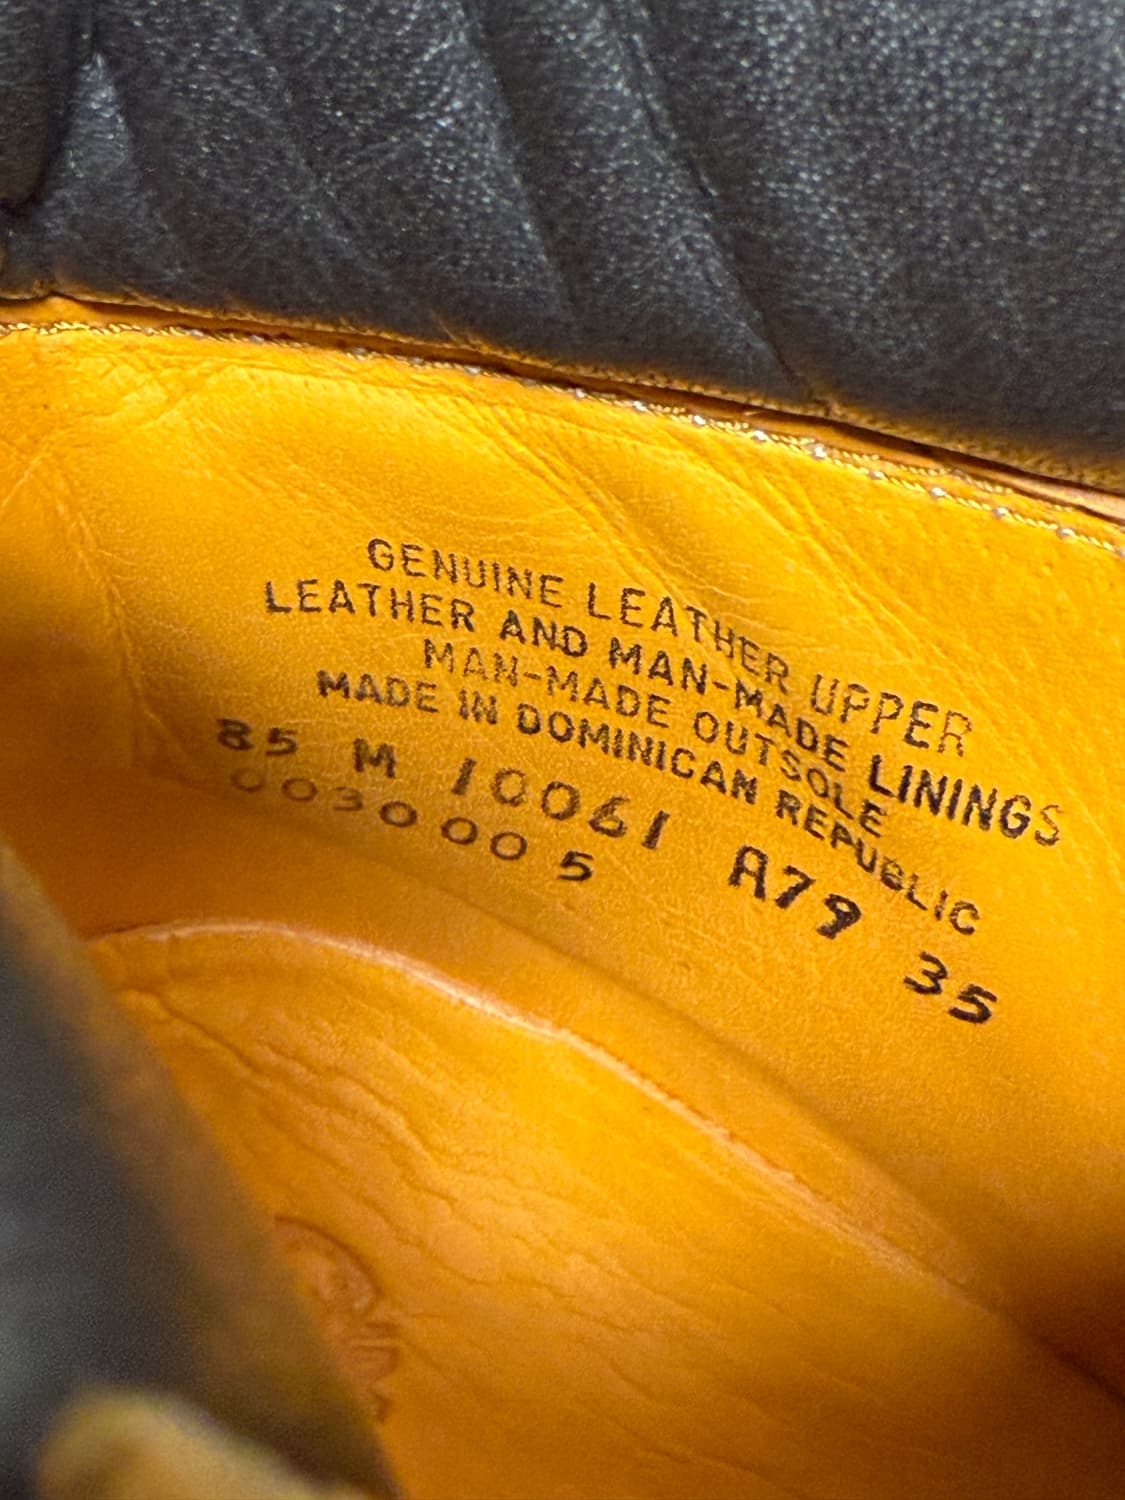 GENUINE LEATHER UPPER
LEATHER AND MAN-MADE LININGS
MAN-MADE OUTSOLE
MADE IN DOMINICAN REPUBLIC
85 M 10061 A79 35
0030005